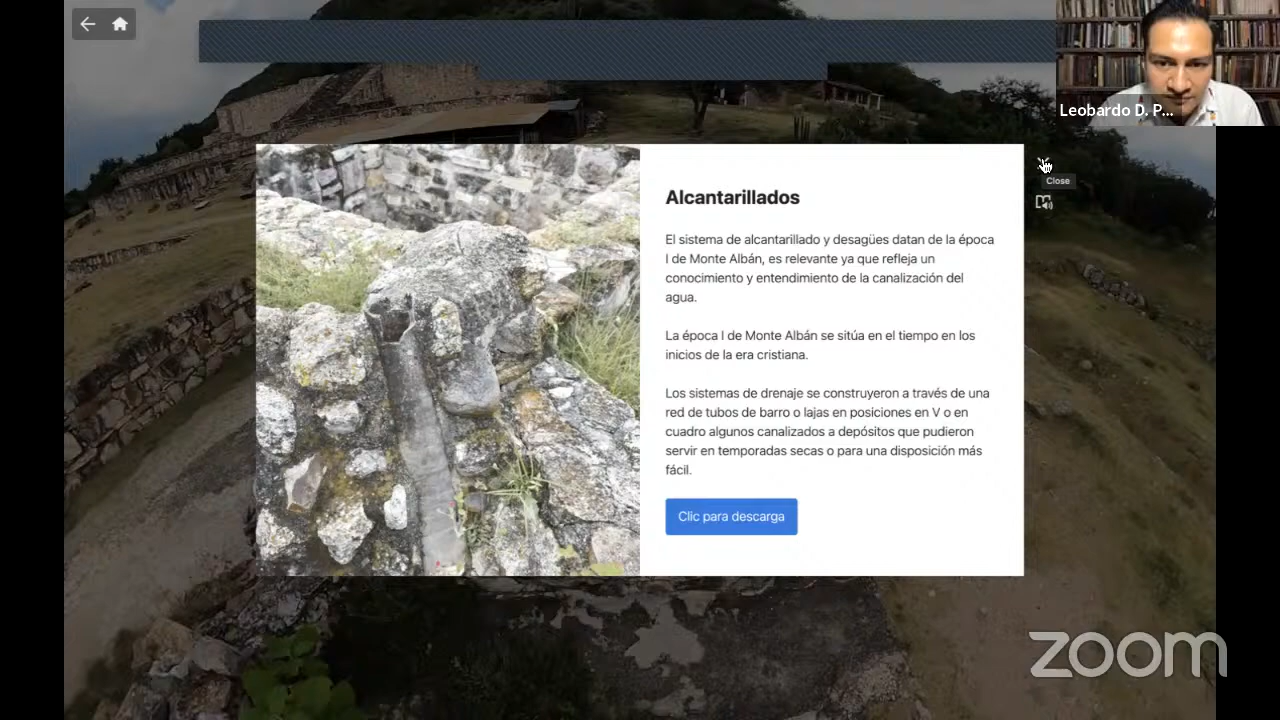 Leobardo D. P...
Close
Alcantarillados
El sistema de alcantarillado y desagües datan de la época
I de Monte Albán, es relevante ya que refleja un
conocimiento y entendimiento de la canalización del
agua.
La época I de Monte Albán se sitúa en el tiempo en los
inicios de la era cristiana.
Los sistemas de drenaje se construyeron a través de una
red de tubos de barro o lajas en posiciones en V o en
cuadro algunos canalizados a depósitos que pudieron
servir en temporadas secas o para una disposición más
fácil.
Clic para descarga
zoom